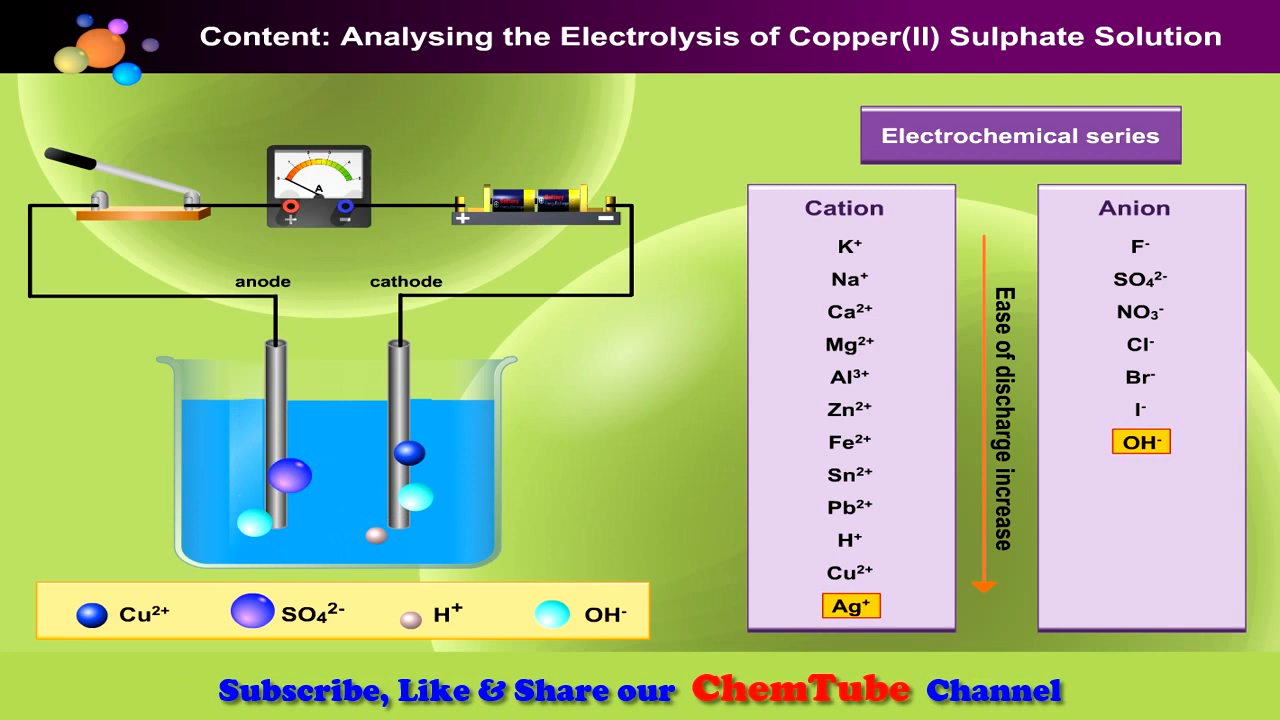 Content: Analysing the Electrolysis of Copper(II) Sulphate Solution
Electrochemical series
A
+
-
+
-
anode
cathode
Cation
K⁺
Na⁺
Ca²⁺
Mg²⁺
Al³⁺
Zn²⁺
Fe²⁺
Sn²⁺
Pb²⁺
H⁺
Cu²⁺
Ag⁺
Ease of discharge increase
Anion
F⁻
SO₄²⁻
NO₃⁻
Cl⁻
Br⁻
I⁻
OH⁻
Cu²⁺ SO₄²⁻ H⁺ OH⁻
Subscribe, Like & Share our ChemTube Channel